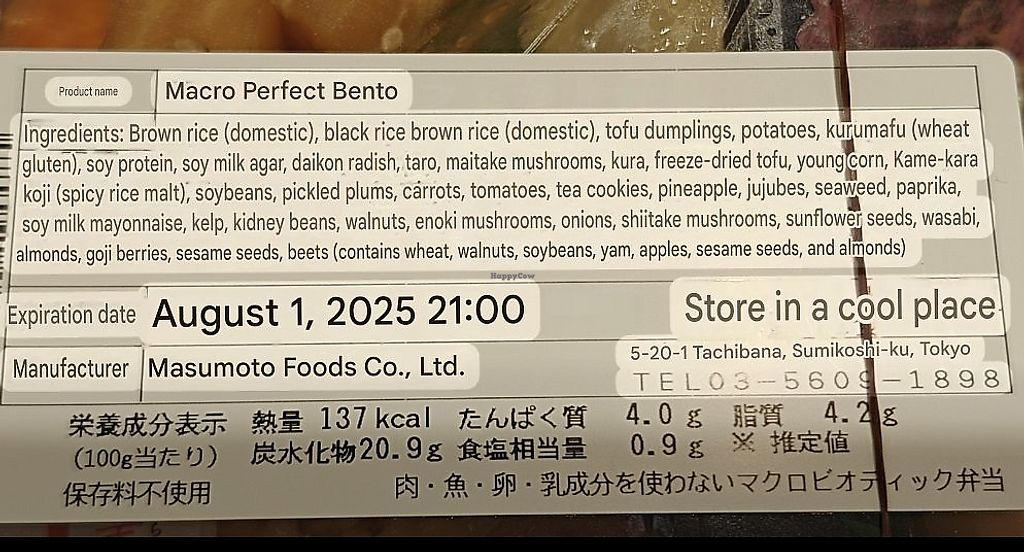 Product name Macro Perfect Bento
Ingredients: Brown rice (domestic), black rice brown rice (domestic), tofu dumplings, potatoes, kurumafu (wheat
gluten), soy protein, soy milk agar, daikon radish, taro, maitake mushrooms, kura, freeze-dried tofu, young corn, Kame-kara
koji (spicy rice malt), soybeans, pickled plums, carrots, tomatoes, tea cookies, pineapple, jujubes, seaweed, paprika,
soy milk mayonnaise, kelp, kidney beans, walnuts, enoki mushrooms, onions, shiitake mushrooms, sunflower seeds, wasabi,
almonds, goji berries, sesame seeds, beets (contains wheat, walnuts, soybeans, yam, apples, sesame seeds, and almonds)
HappyCow
Expiration date August 1, 2025 21:00 Store in a cool place
Manufacturer Masumoto Foods Co., Ltd. 5-20-1 Tachibana, Sumikoshi-ku, Tokyo
TEL03-5609-1898
栄養成分表示 熱量 137kcal たんぱく質 4.0g 脂質 4.2g
(100g当たり) 炭水化物20.9g 食塩相当量 0.9g ※ 推定値
保存料不使用 肉・魚・卵・乳成分を使わないマクロビオティック弁当